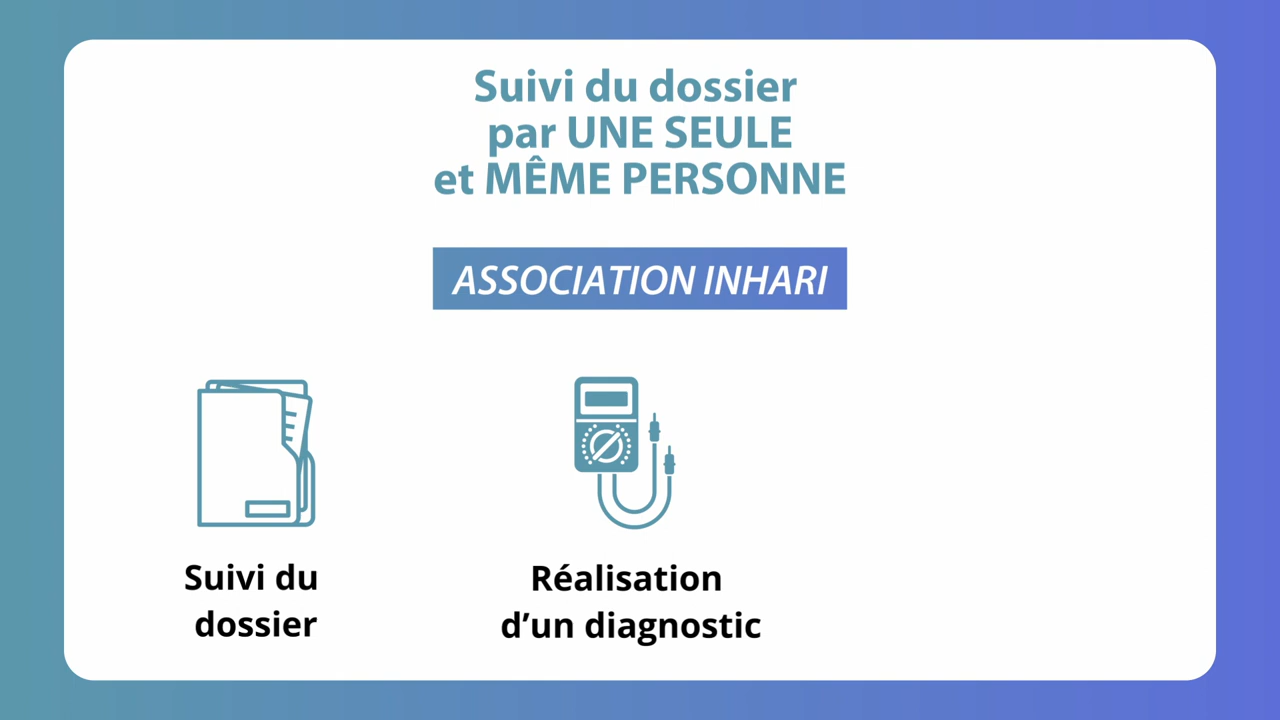 Suivi du dossier
par UNE SEULE
et MÊME PERSONNE
ASSOCIATION INHARI
Suivi du
dossier
Réalisation
d’un diagnostic